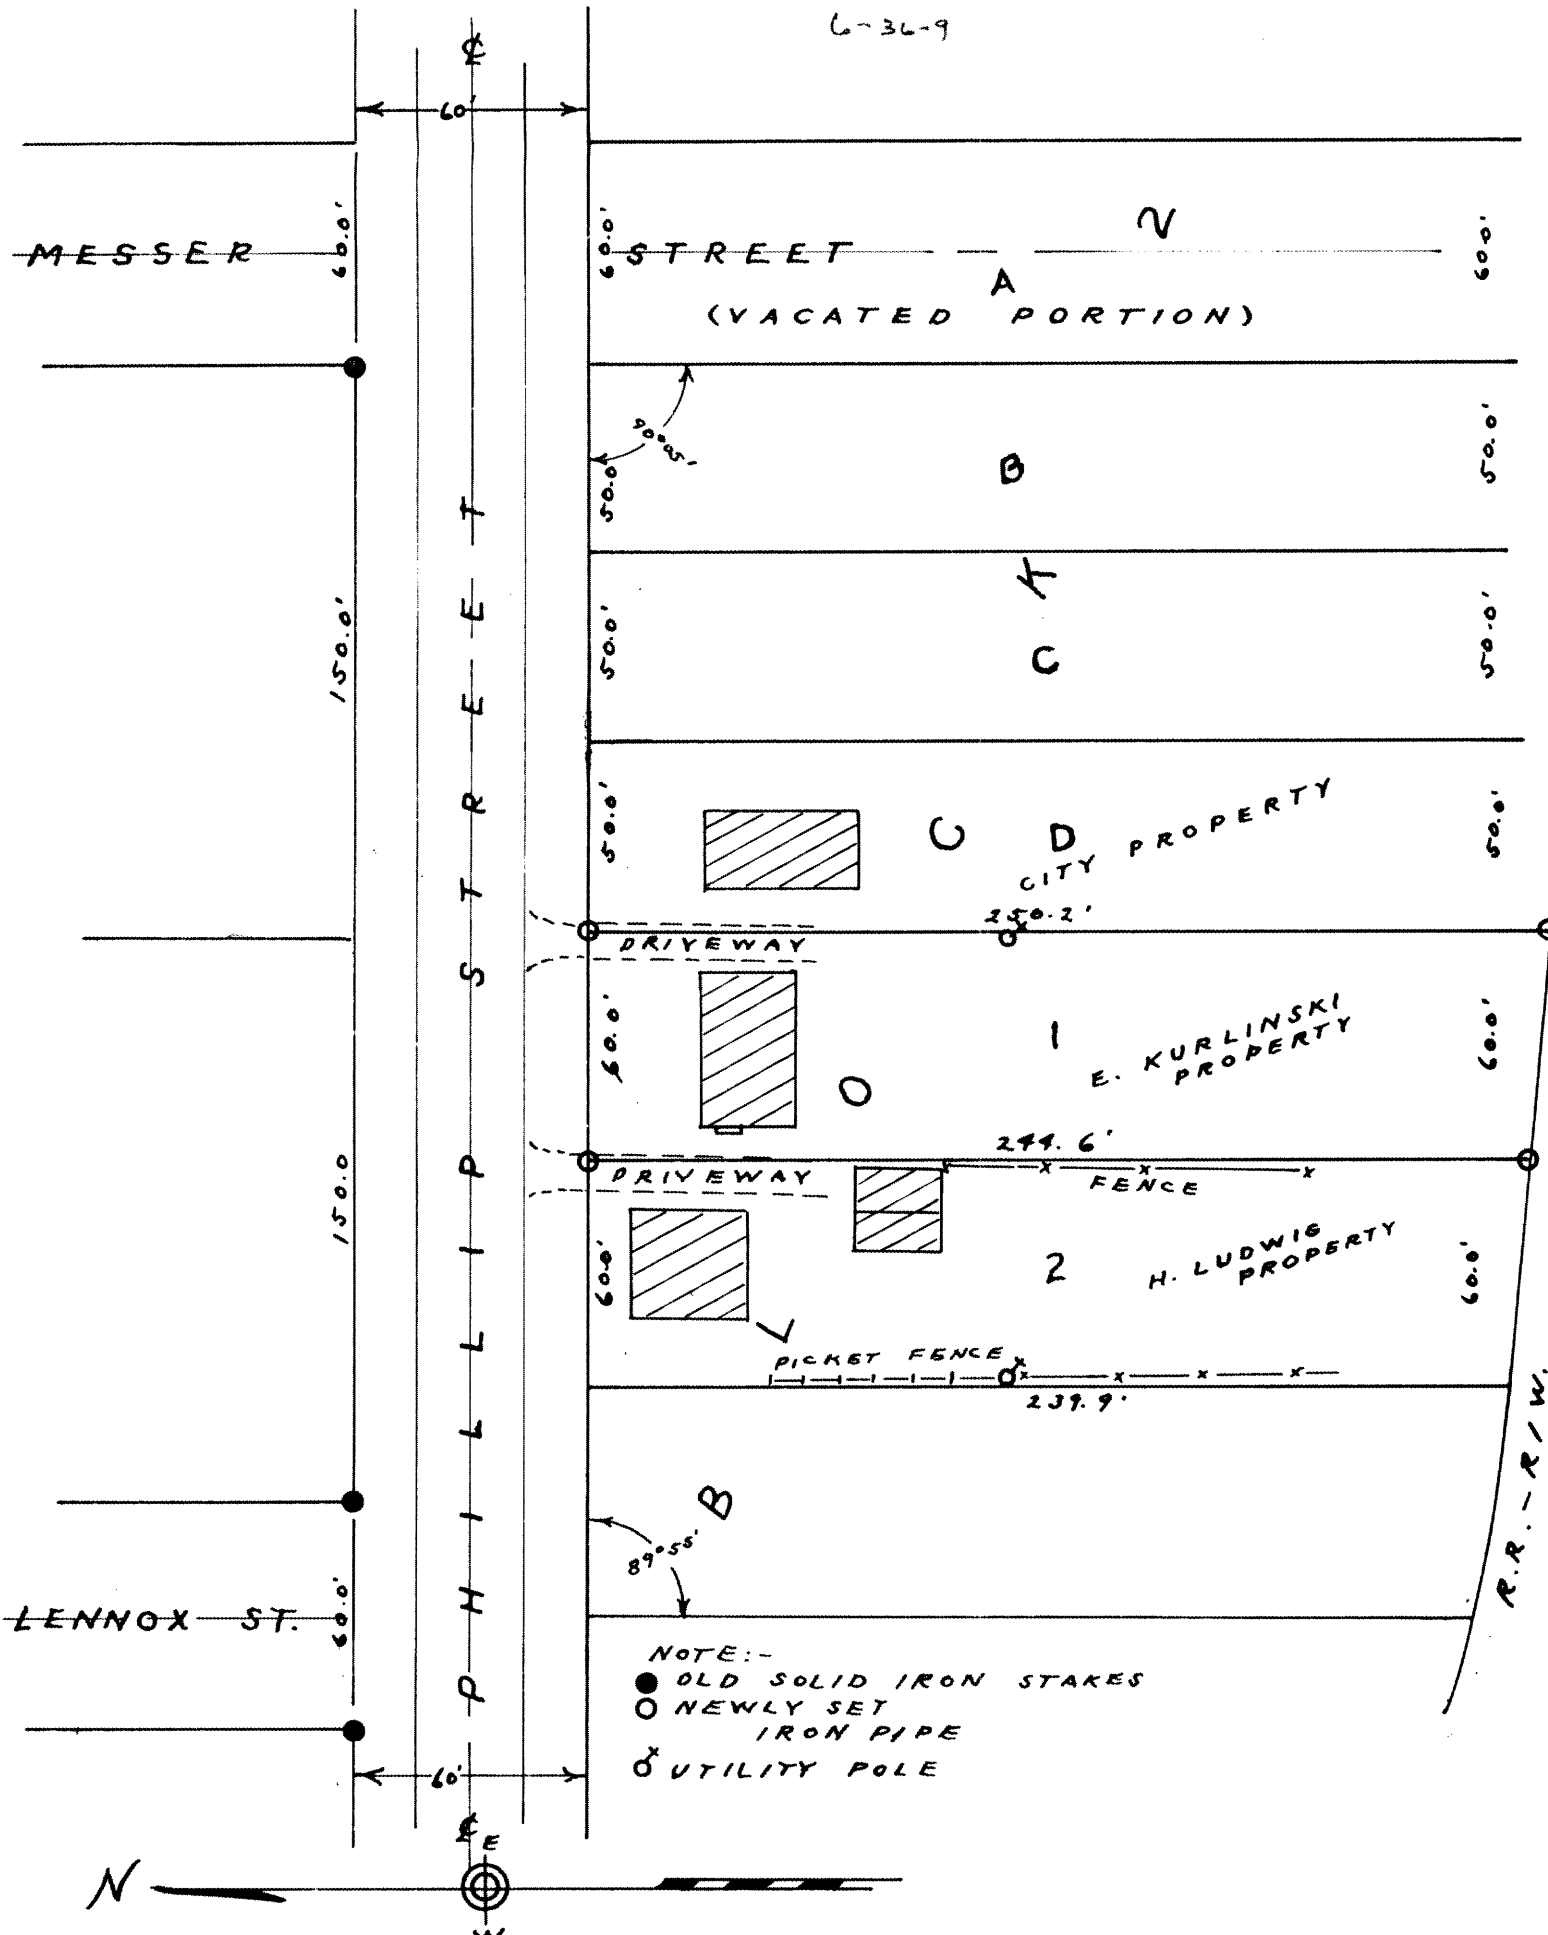 6-36-9
℄
60'
MESSER STREET
60.0'
60.0'
N
60.0'
A
(VACATED PORTION)
90°05'
50.0'
B
50.0'
150.0'
K
50.0'
C
50.0'
50.0'
C
D
CITY PROPERTY
50.0'
250.2'
DRIVEWAY
60.0'
1
E. KURLINSKI
PROPERTY
60.0'
O
PHILLIP STREET
150.0
244.6'
DRIVEWAY
FENCE
60.0'
2
H. LUDWIG
PROPERTY
60.0'
L
PICKET FENCE
239.9'
R.R. - R/W.
B
89°55'
LENNOX ST.
60.0'
NOTE:-
OLD SOLID IRON STAKES
NEWLY SET
IRON PIPE
UTILITY POLE
60'
℄
E
N
W